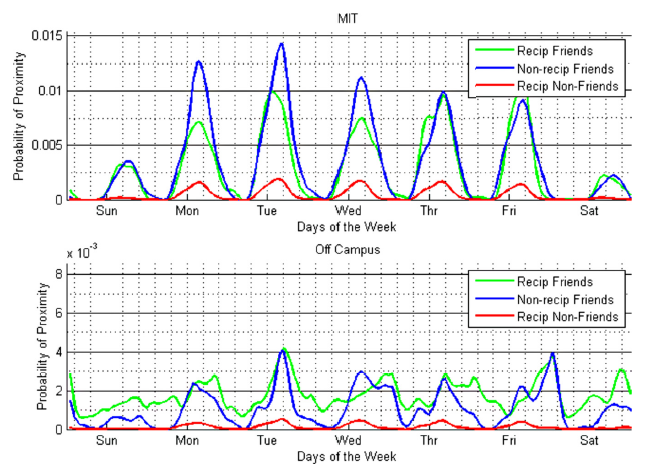 MIT
0.015
0.01
0.005
0
Probability of Proximity
Recip Friends
Non-recip Friends
Recip Non-Friends
Sun Mon Tue Wed Thr Fri Sat
Days of the Week
Off Campus
x 10^-3
8
6
4
2
0
Probability of Proximity
Recip Friends
Non-recip Friends
Recip Non-Friends
Sun Mon Tue Wed Thr Fri Sat
Days of the Week